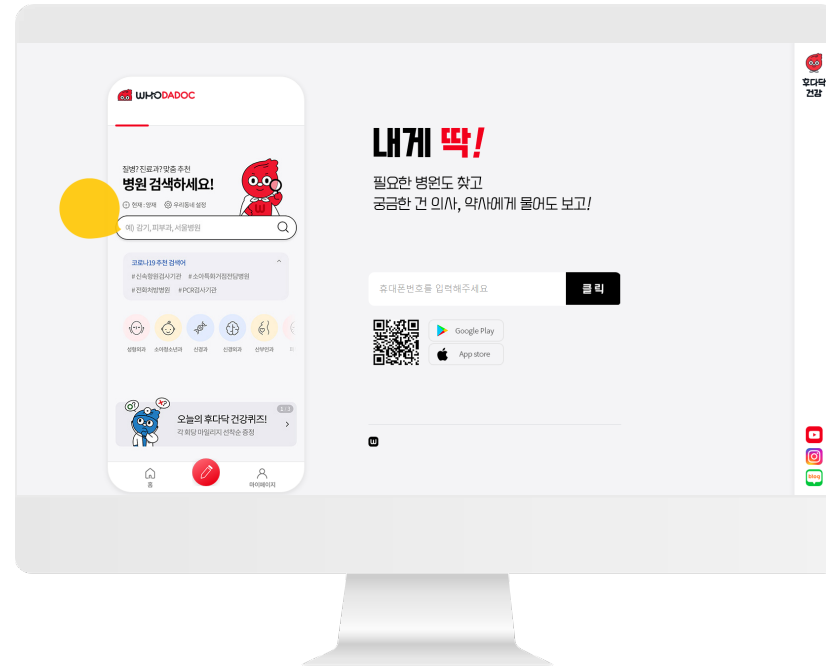 WHODADOC
질병? 진료과? 맞춤 추천
병원 검색하세요!
현재 : 양재 우리동네 설정
예) 감기, 피부과, 서울병원
코로나19 추천 검색어
# 신속항원검사기관 # 소아특화거점전담병원
# 전화처방병원 # PCR검사기관
성형외과 소아청소년과 신경과 신경외과 산부인과
오늘의 후다닥 건강퀴즈!
각 회당 마일리지 선착순 증정
홈
마이페이지
내게 딱!
필요한 병원도 찾고
궁금한 건 의사, 약사에게 물어도 보고!
휴대폰번호를 입력해주세요 클릭
Google Play
App store
후다닥
건강
blog